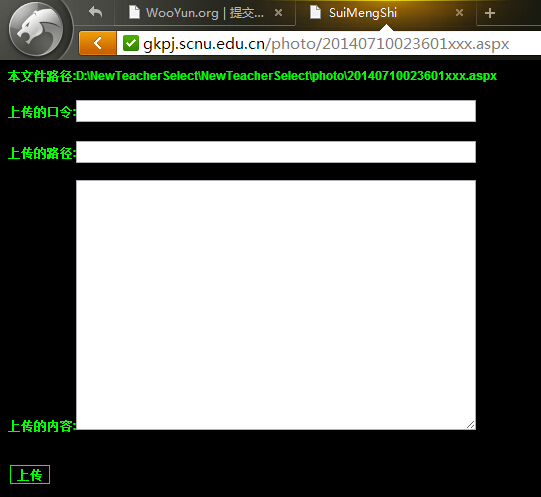 WooYun.org | 提交...
SuiMengShi
gkpj.scnu.edu.cn/photo/20140710023601xxx.aspx
本文件路径:D:\NewTeacherSelect\NewTeacherSelect\photo\20140710023601xxx.aspx
上传的口令:
上传的路径:
上传的内容:
上传